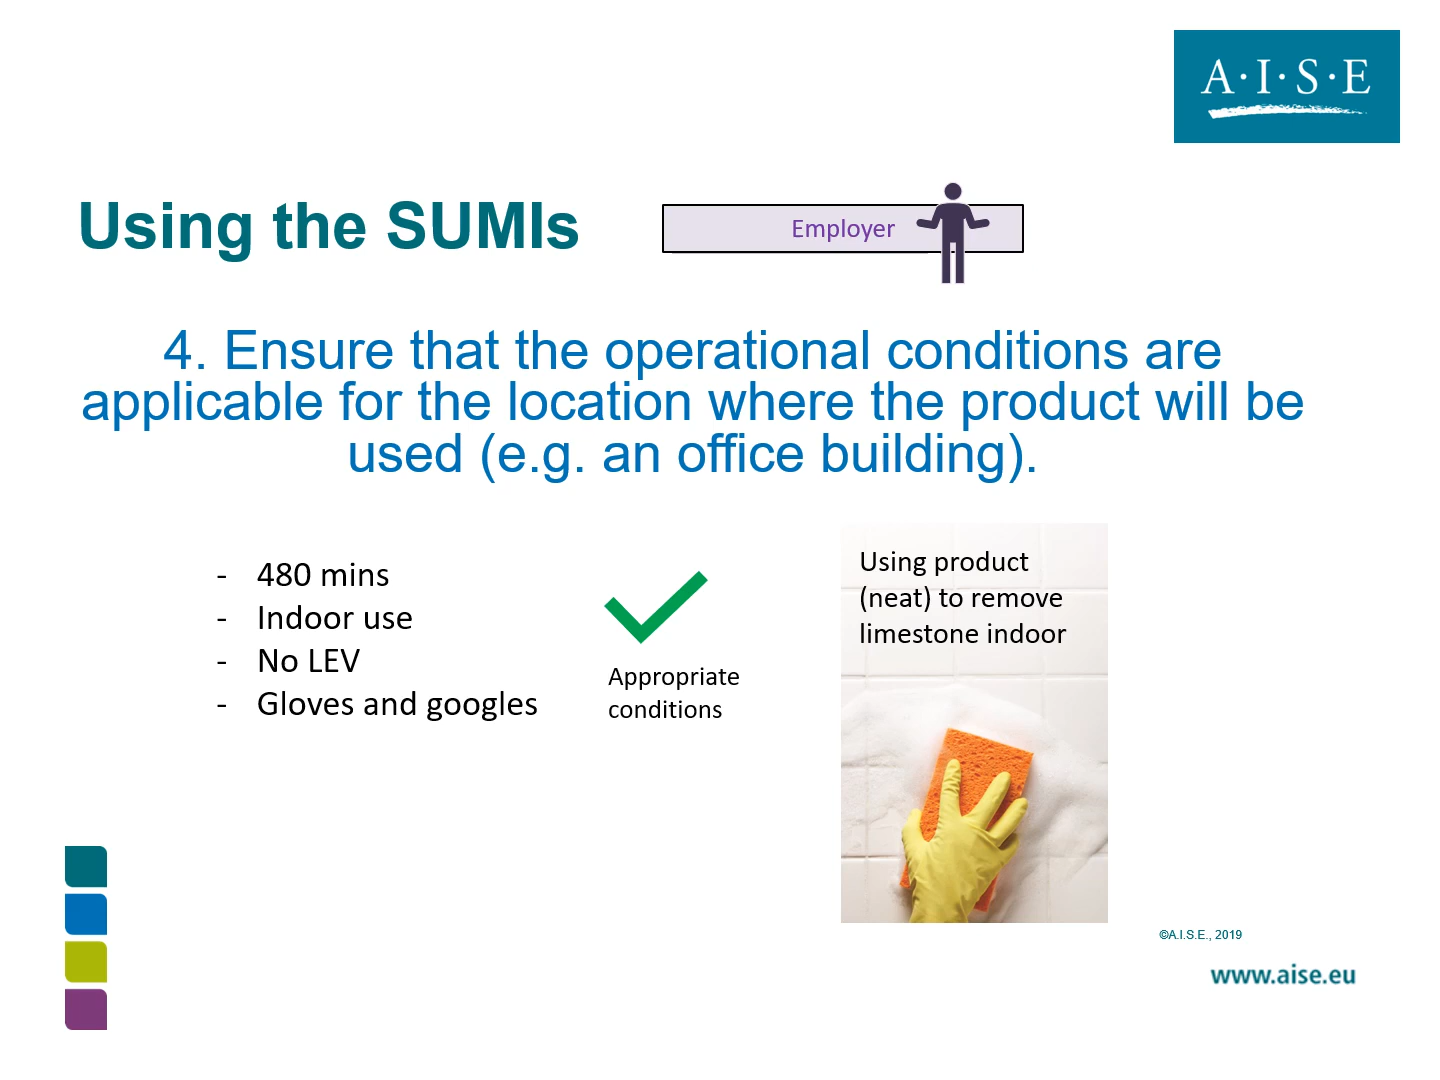 A·I·S·E
Using the SUMIs
Employer
4. Ensure that the operational conditions are
applicable for the location where the product will be
used (e.g. an office building).
- 480 mins
- Indoor use
- No LEV
- Gloves and googles
Appropriate
conditions
Using product
(neat) to remove
limestone indoor
©A.I.S.E., 2019
www.aise.eu